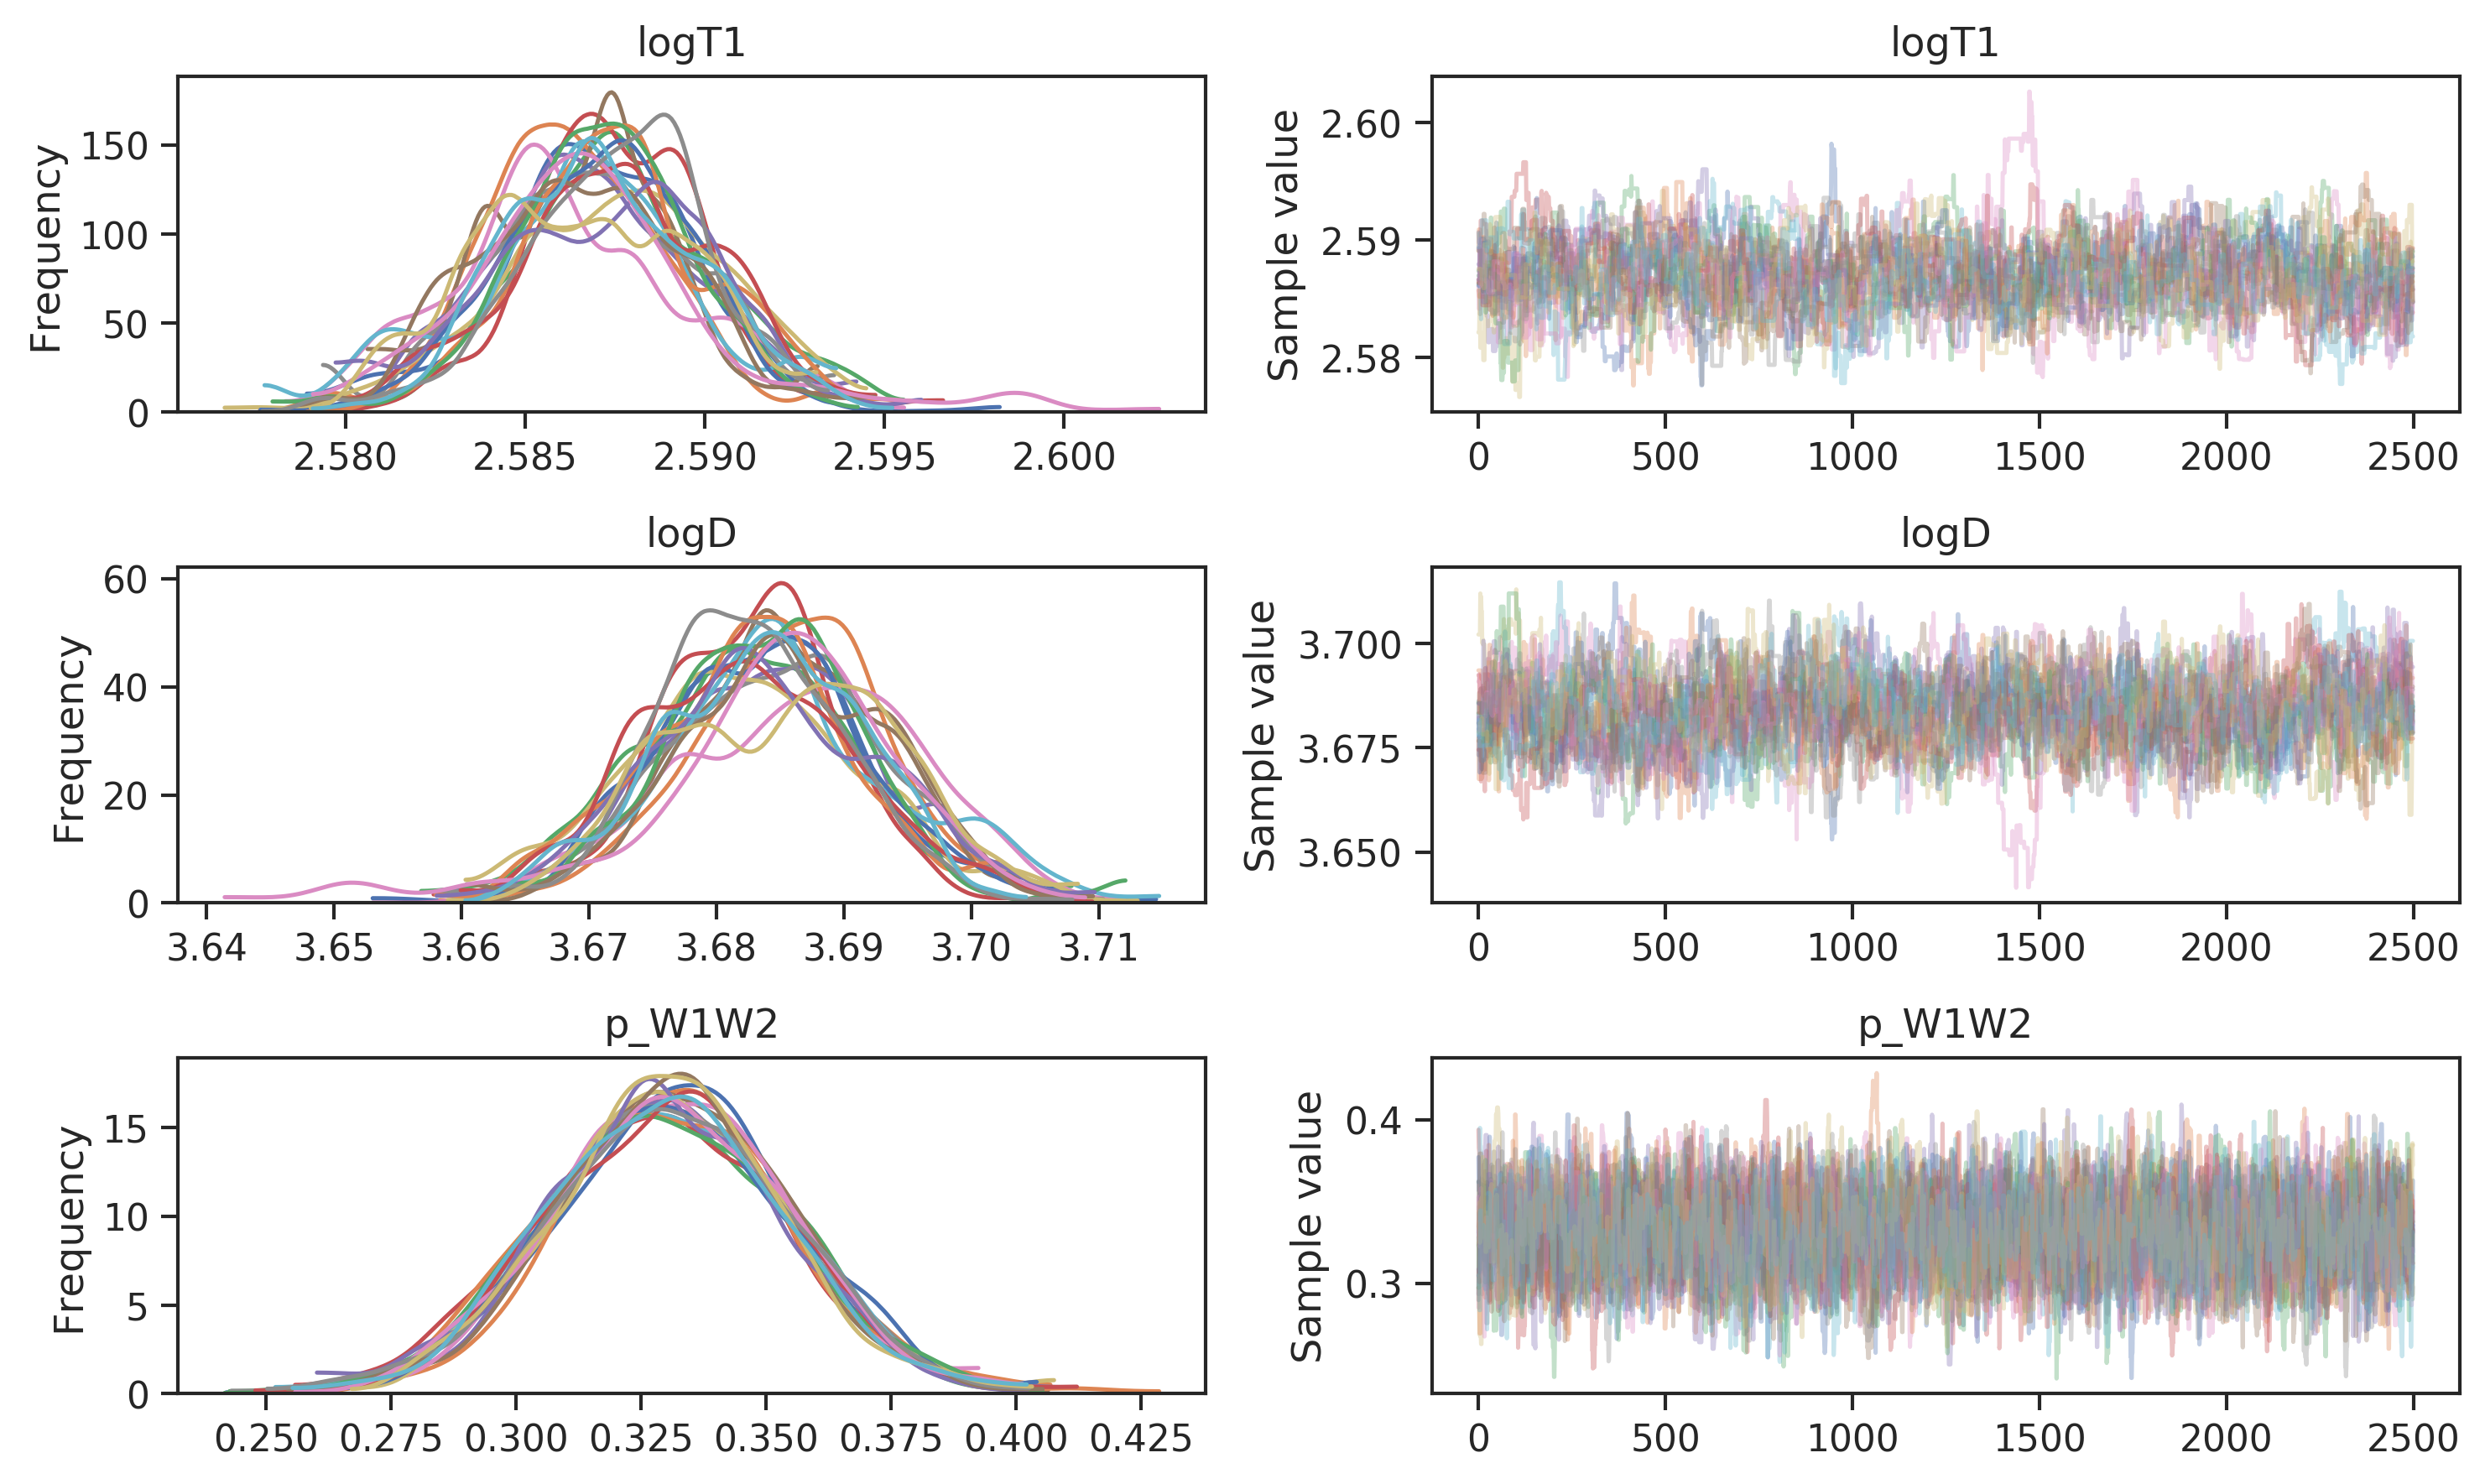 logT1
logT1
Frequency
150
100
50
0
2.580 2.585 2.590 2.595 2.600
Sample value
2.60
2.59
2.58
0 500 1000 1500 2000 2500
logD
logD
Frequency
60
40
20
0
3.64 3.65 3.66 3.67 3.68 3.69 3.70 3.71
Sample value
3.700
3.675
3.650
0 500 1000 1500 2000 2500
p_W1W2
p_W1W2
Frequency
15
10
5
0
0.250 0.275 0.300 0.325 0.350 0.375 0.400 0.425
Sample value
0.4
0.3
0 500 1000 1500 2000 2500